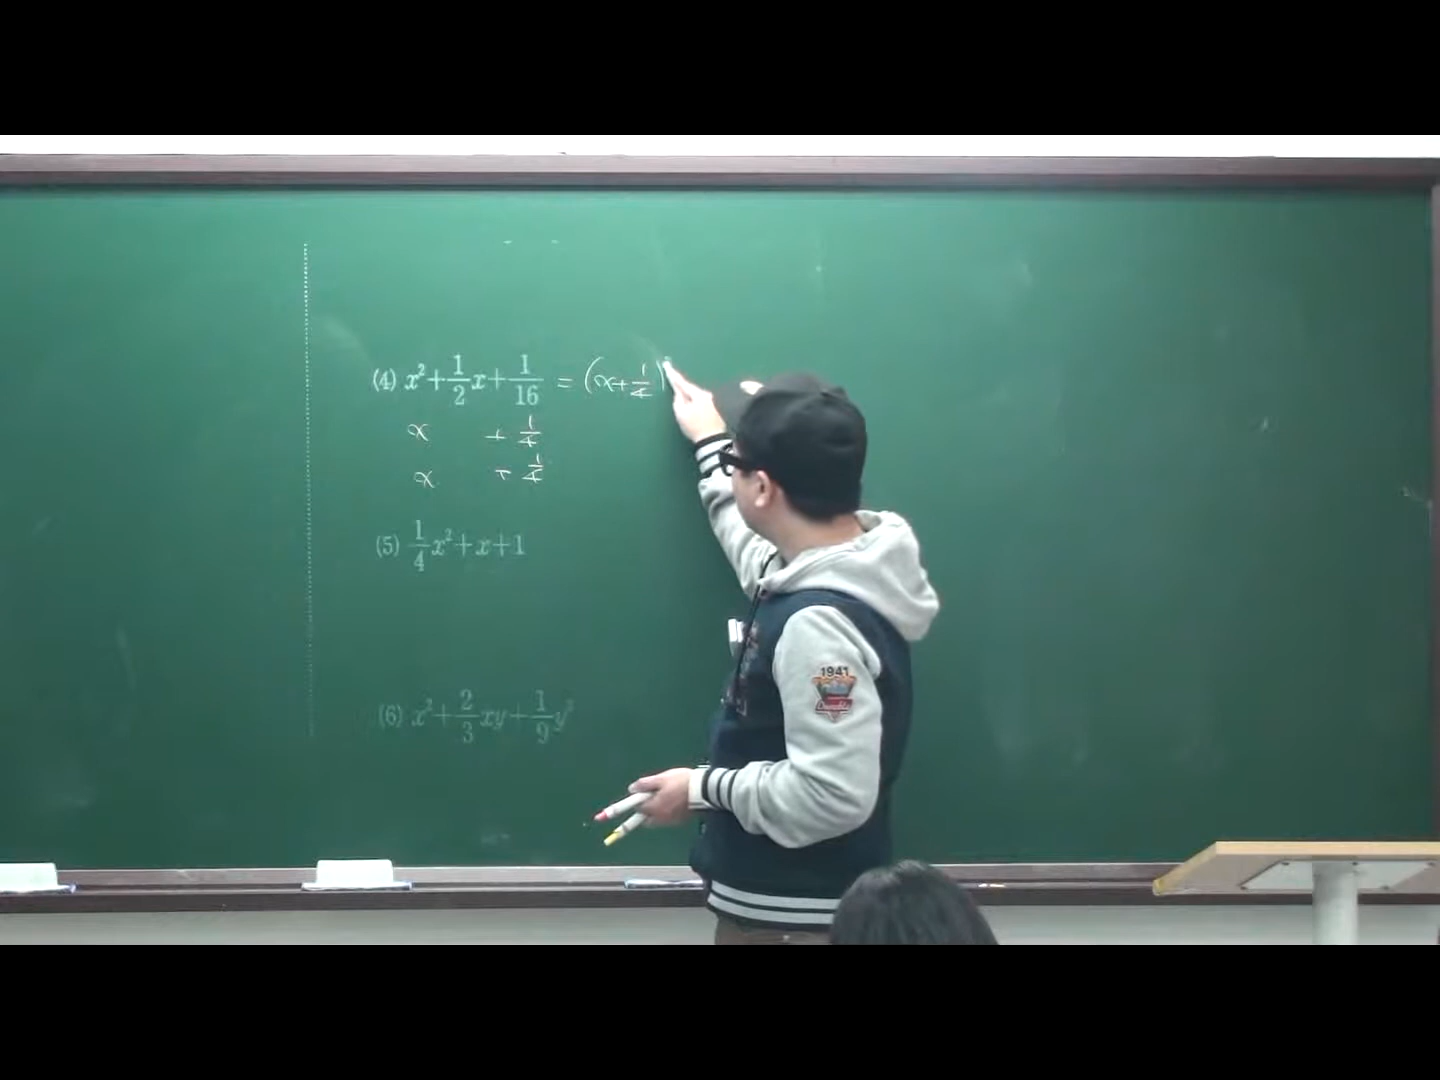 (4) x²+1/2x+1/16 = (x+1/4)²
x + 1/4
x + 1/4
(5) 1/4x²+x+1
(6) x²+2/3xy+1/9y²
1941